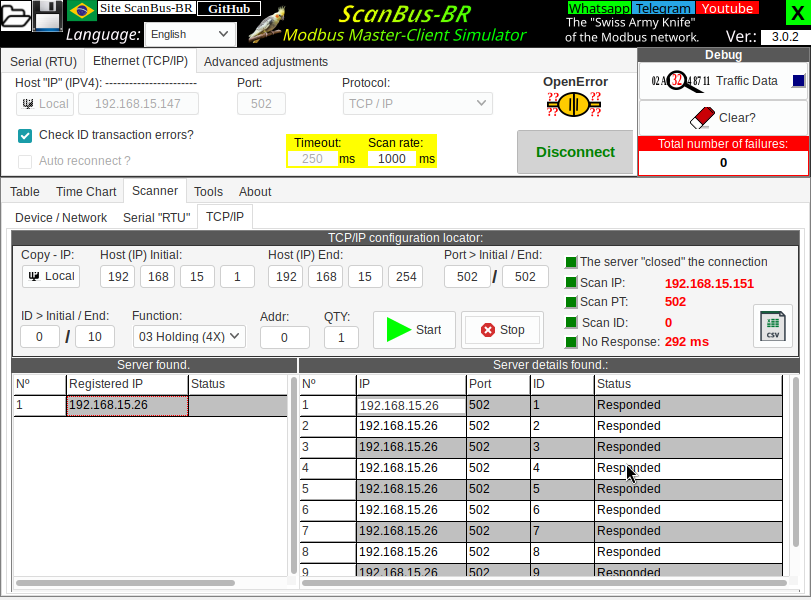 Site ScanBus-BR GitHub
Language: English
ScanBus-BR
Modbus Master-Client Simulator
Whatsapp Telegram Youtube
The "Swiss Army Knife"
of the Modbus network.
X
Ver.: 3.0.2
Serial (RTU) Ethernet (TCP/IP) Advanced adjustments
Host "IP" (IPV4): ----------------------- Port: Protocol:
Local 192.168.15.147 502 TCP / IP
Check ID transaction errors?
Auto reconnect ?
Timeout: Scan rate:
250 ms 1000 ms
OpenError
?? ??
?? ??
Disconnect
Debug
02 A 32 4 87 11 Traffic Data
Clear?
Total number of failures:
0
Table Time Chart Scanner Tools About
Device / Network Serial "RTU" TCP/IP
TCP/IP configuration locator:
Copy - IP: Host (IP) Initial: Host (IP) End: Port > Initial / End:
Local 192 168 15 1 192 168 15 254 502 / 502
ID > Initial / End: Function: Addr: QTY:
0 / 10 03 Holding (4X) 0 1 Start Stop
The server "closed" the connection
Scan IP: 192.168.15.151
Scan PT: 502
Scan ID: 0
No Response: 292 ms
CSV
Server found.
Nº Registered IP Status
1 192.168.15.26
Server details found.:
Nº IP Port ID Status
1 192.168.15.26 502 1 Responded
2 192.168.15.26 502 2 Responded
3 192.168.15.26 502 3 Responded
4 192.168.15.26 502 4 Responded
5 192.168.15.26 502 5 Responded
6 192.168.15.26 502 6 Responded
7 192.168.15.26 502 7 Responded
8 192.168.15.26 502 8 Responded
9 192.168.15.26 502 9 Responded